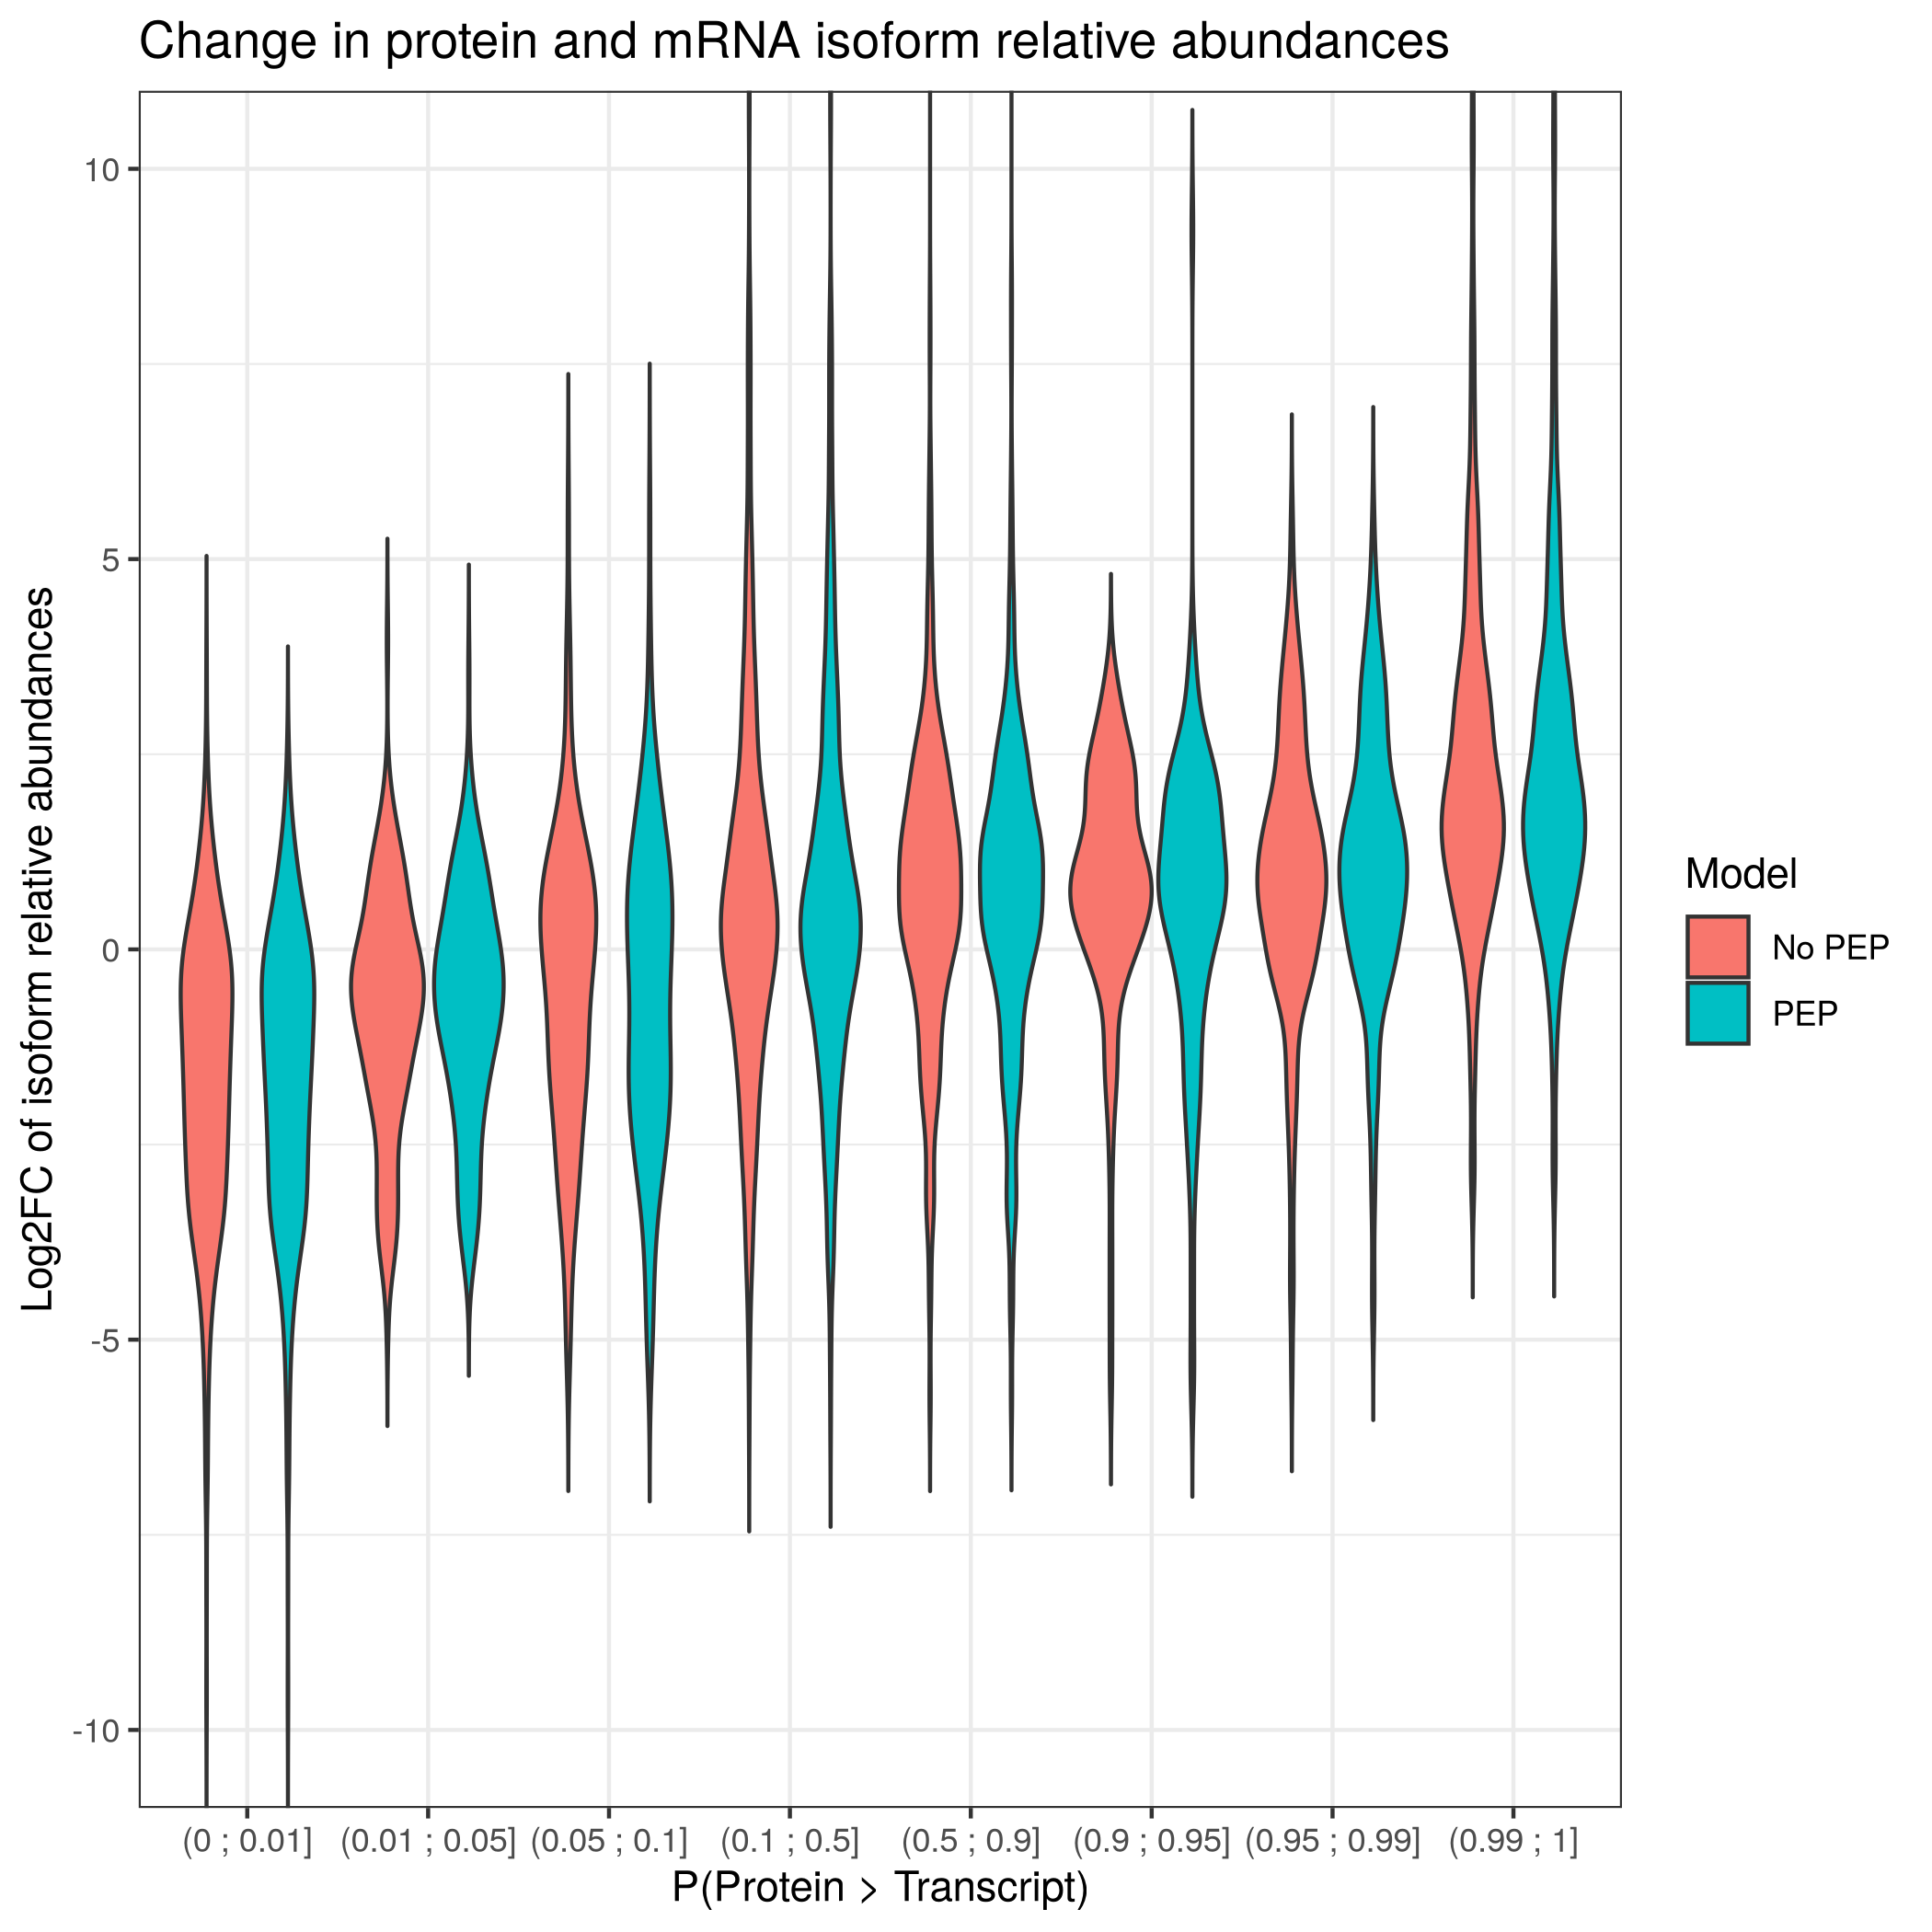 Change in protein and mRNA isoform relative abundances
Log2FC of isoform relative abundances
10
5
0
-5
-10
(0 ; 0.01] (0.01 ; 0.05] (0.05 ; 0.1] (0.1 ; 0.5] (0.5 ; 0.9] (0.9 ; 0.95] (0.95 ; 0.99] (0.99 ; 1]
P(Protein > Transcript)
Model
No PEP
PEP